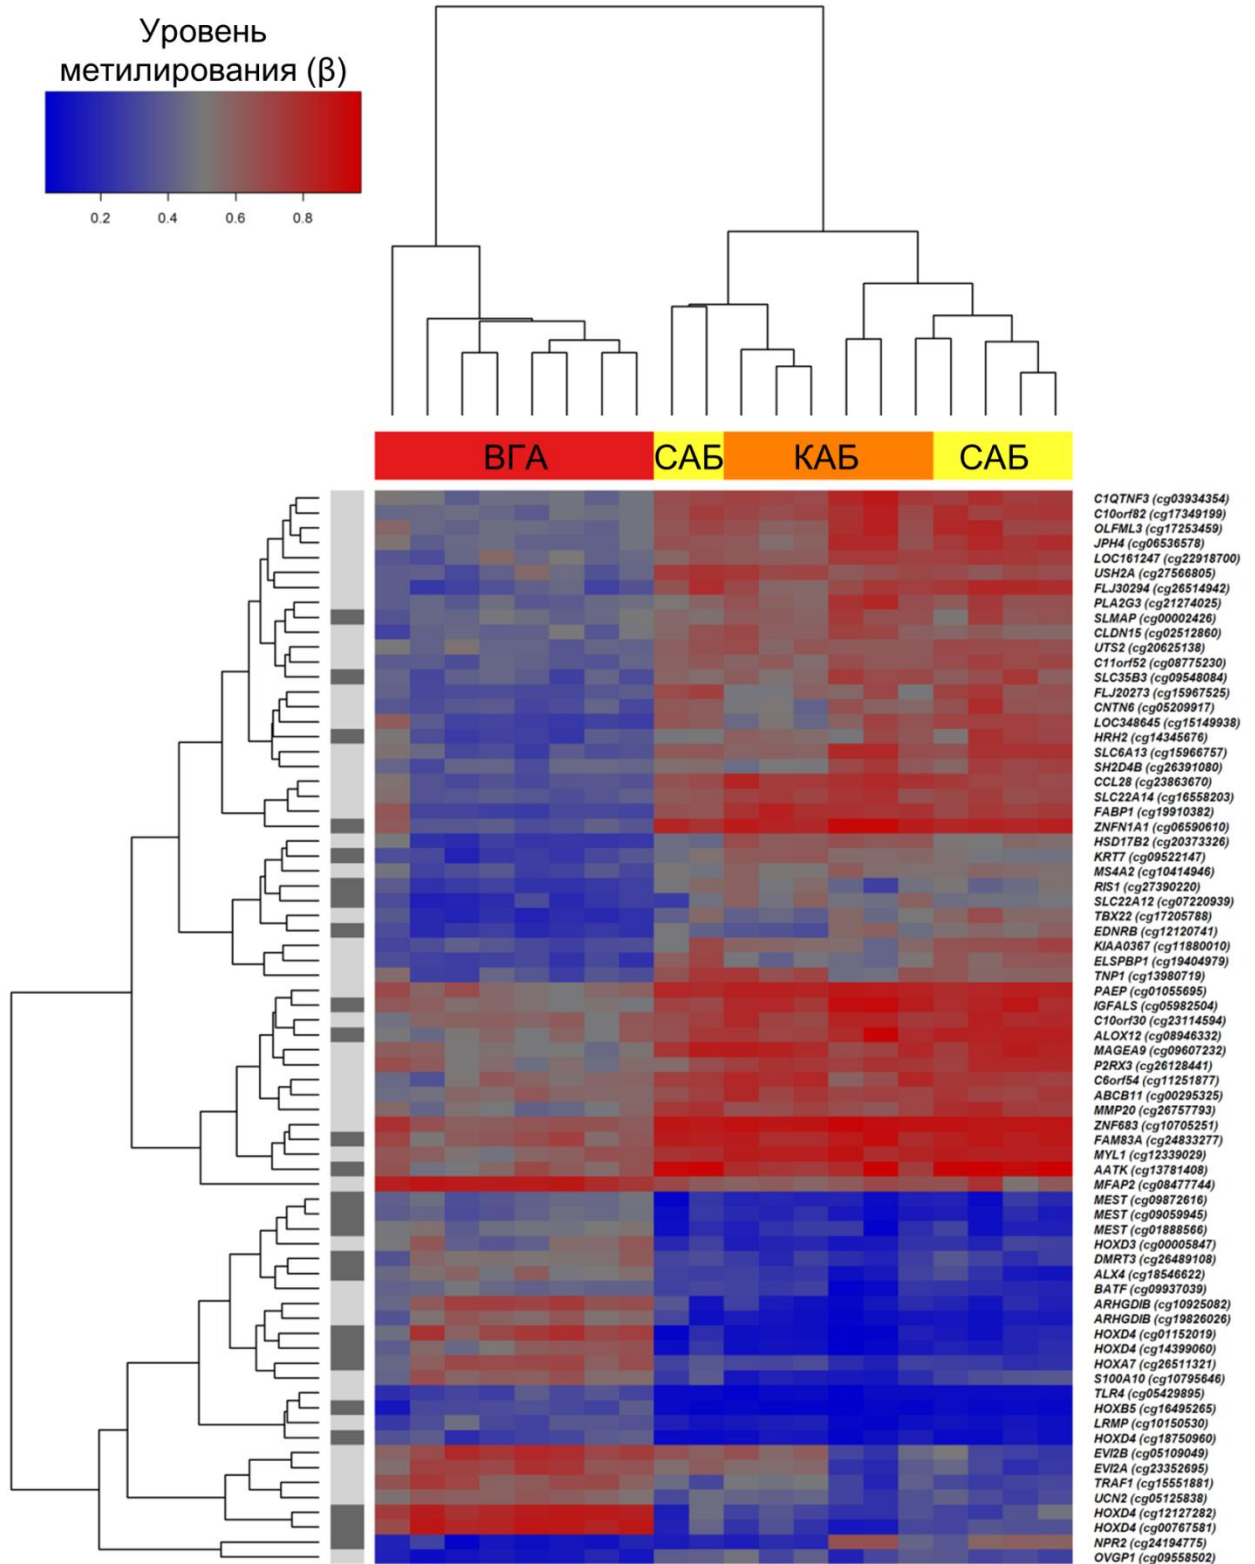 Уровень
метилирования (β)
0.2 0.4 0.6 0.8
ВГА САБ КАБ САБ
C1QTNF3 (cg03934354)
C10orf82 (cg17349199)
OLFML3 (cg17253459)
JPH4 (cg06536578)
LOC161247 (cg22918700)
USH2A (cg27566805)
FLJ30294 (cg26514942)
PLA2G3 (cg21274025)
SLMAP (cg00002426)
CLDN15 (cg02512860)
UTS2 (cg20625138)
C11orf52 (cg08775230)
SLC35B3 (cg09548084)
FLJ20273 (cg15967525)
CNTN6 (cg05209917)
LOC348645 (cg15149938)
HRH2 (cg14345676)
SLC6A13 (cg15966757)
SH2D4B (cg26391080)
CCL28 (cg23863670)
SLC22A14 (cg16558203)
FABP1 (cg19910382)
ZNFN1A1 (cg06590610)
HSD17B2 (cg20373326)
KRT7 (cg09522147)
MS4A2 (cg10414946)
RIS1 (cg27390220)
SLC22A12 (cg07220939)
TBX22 (cg17205788)
EDNRB (cg12120741)
KIAA0367 (cg11880010)
ELSPBP1 (cg19404979)
TNP1 (cg13980719)
PAEP (cg01055695)
IGFALS (cg05982504)
C10orf30 (cg23114594)
ALOX12 (cg08946332)
MAGEA9 (cg09607232)
P2RX3 (cg26128441)
C6orf54 (cg11251877)
ABCB11 (cg00295325)
MMP20 (cg26757793)
ZNF683 (cg10705251)
FAM83A (cg24833277)
MYL1 (cg12339029)
AATK (cg13781408)
MFAP2 (cg08477744)
MEST (cg09872616)
MEST (cg09059945)
MEST (cg01888566)
HOXD3 (cg00005847)
DMRT3 (cg26489108)
ALX4 (cg18546622)
BATF (cg09937039)
ARHGDIB (cg10925082)
ARHGDIB (cg19826026)
HOXD4 (cg01152019)
HOXD4 (cg14399060)
HOXA7 (cg26511321)
S100A10 (cg10795646)
TLR4 (cg05429895)
HOXB5 (cg16495265)
LRMP (cg10150530)
HOXD4 (cg18750960)
EVI2B (cg05109049)
EVI2A (cg23352695)
TRAF1 (cg15551881)
UCN2 (cg05125838)
HOXD4 (cg12127282)
HOXD4 (cg00767581)
NPR2 (cg24194775)
OVGP1 (cg09558502)